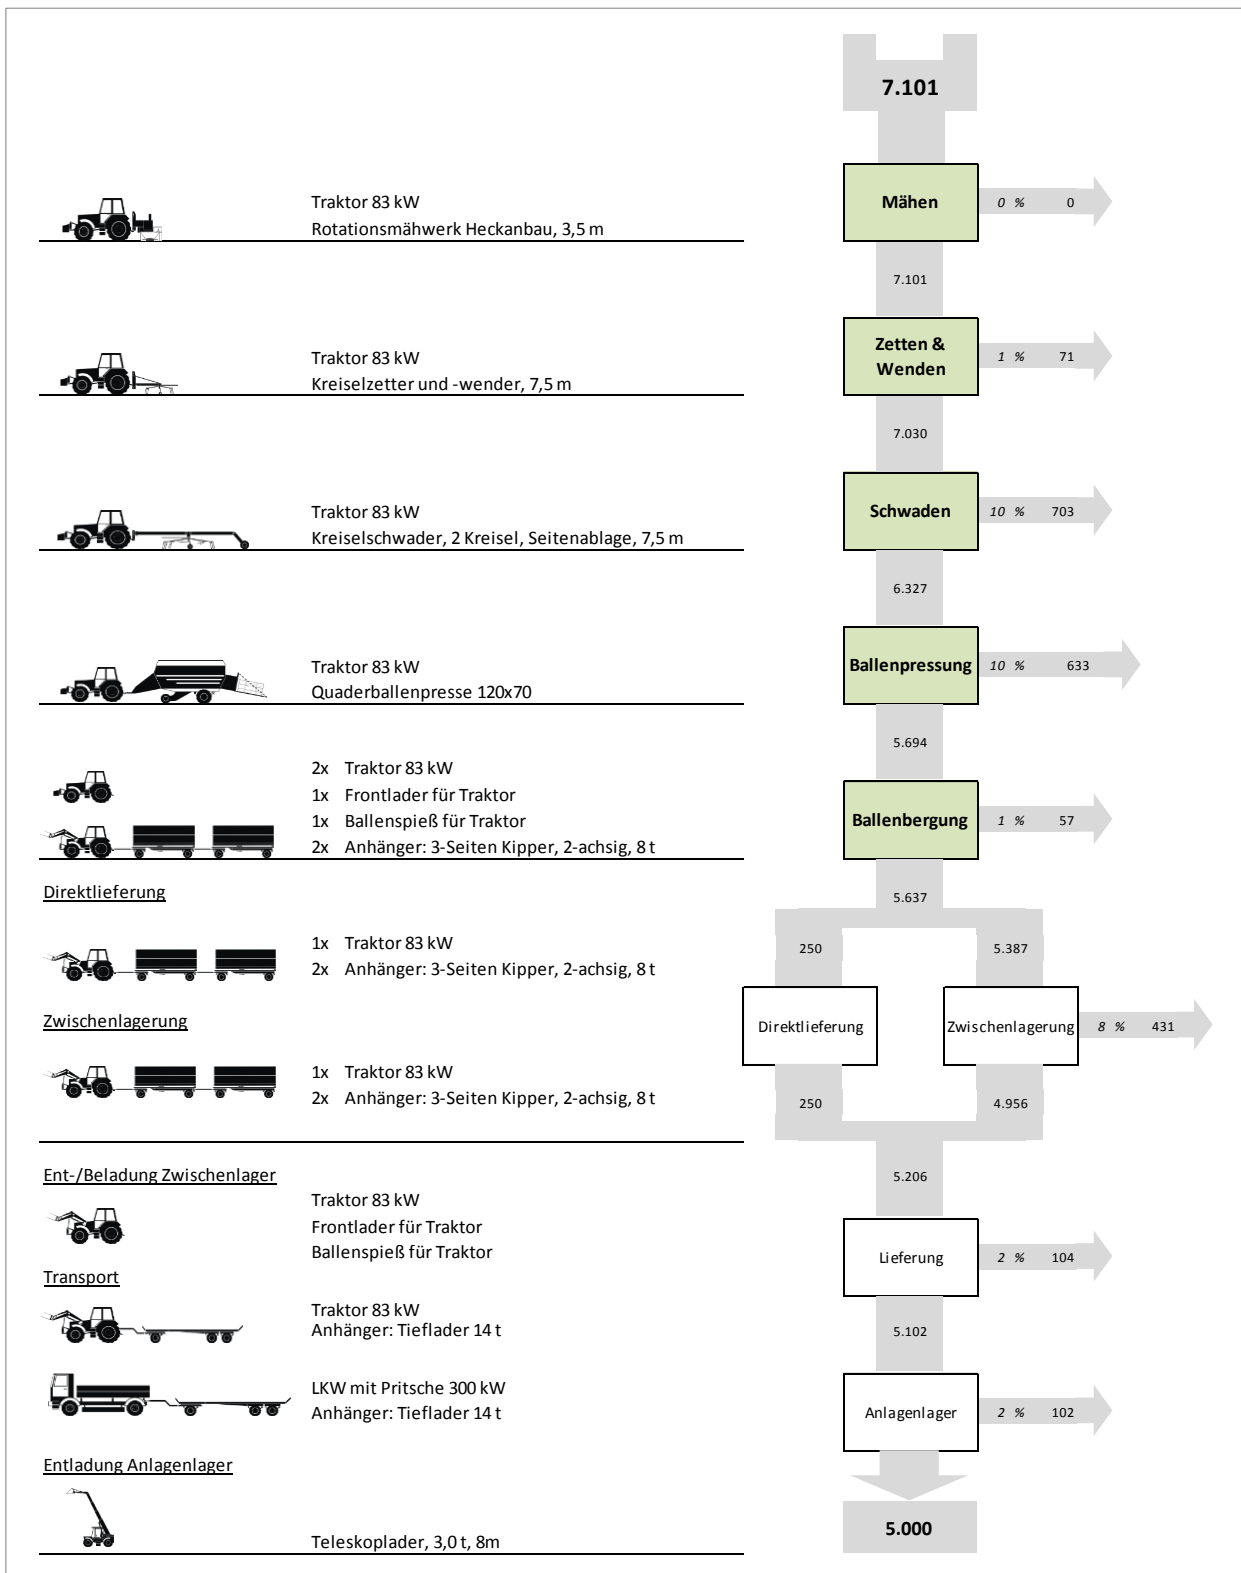 7.101
Traktor 83 kW
Rotationsmähwerk Heckanbau, 3,5 m
Mähen
0 % 0
7.101
Traktor 83 kW
Kreiselzetter und -wender, 7,5 m
Zetten &
Wenden
1 % 71
7.030
Traktor 83 kW
Kreiselschwader, 2 Kreisel, Seitenablage, 7,5 m
Schwaden
10 % 703
6.327
Traktor 83 kW
Quaderballenpresse 120x70
Ballenpressung
10 % 633
5.694
2x Traktor 83 kW
1x Frontlader für Traktor
1x Ballenspieß für Traktor
2x Anhänger: 3-Seiten Kipper, 2-achsig, 8 t
Ballenbergung
1 % 57
5.637
Direktlieferung
1x Traktor 83 kW
2x Anhänger: 3-Seiten Kipper, 2-achsig, 8 t
250
5.387
Zwischenlagerung
Direktlieferung
Zwischenlagerung
8 % 431
1x Traktor 83 kW
2x Anhänger: 3-Seiten Kipper, 2-achsig, 8 t
250
4.956
Ent-/Beladung Zwischenlager
5.206
Traktor 83 kW
Frontlader für Traktor
Ballenspieß für Traktor
Lieferung
2 % 104
Transport
Traktor 83 kW
Anhänger: Tieflader 14 t
5.102
LKW mit Pritsche 300 kW
Anhänger: Tieflader 14 t
Anlagenlager
2 % 102
Entladung Anlagenlager
5.000
Teleskoplader, 3,0 t, 8m